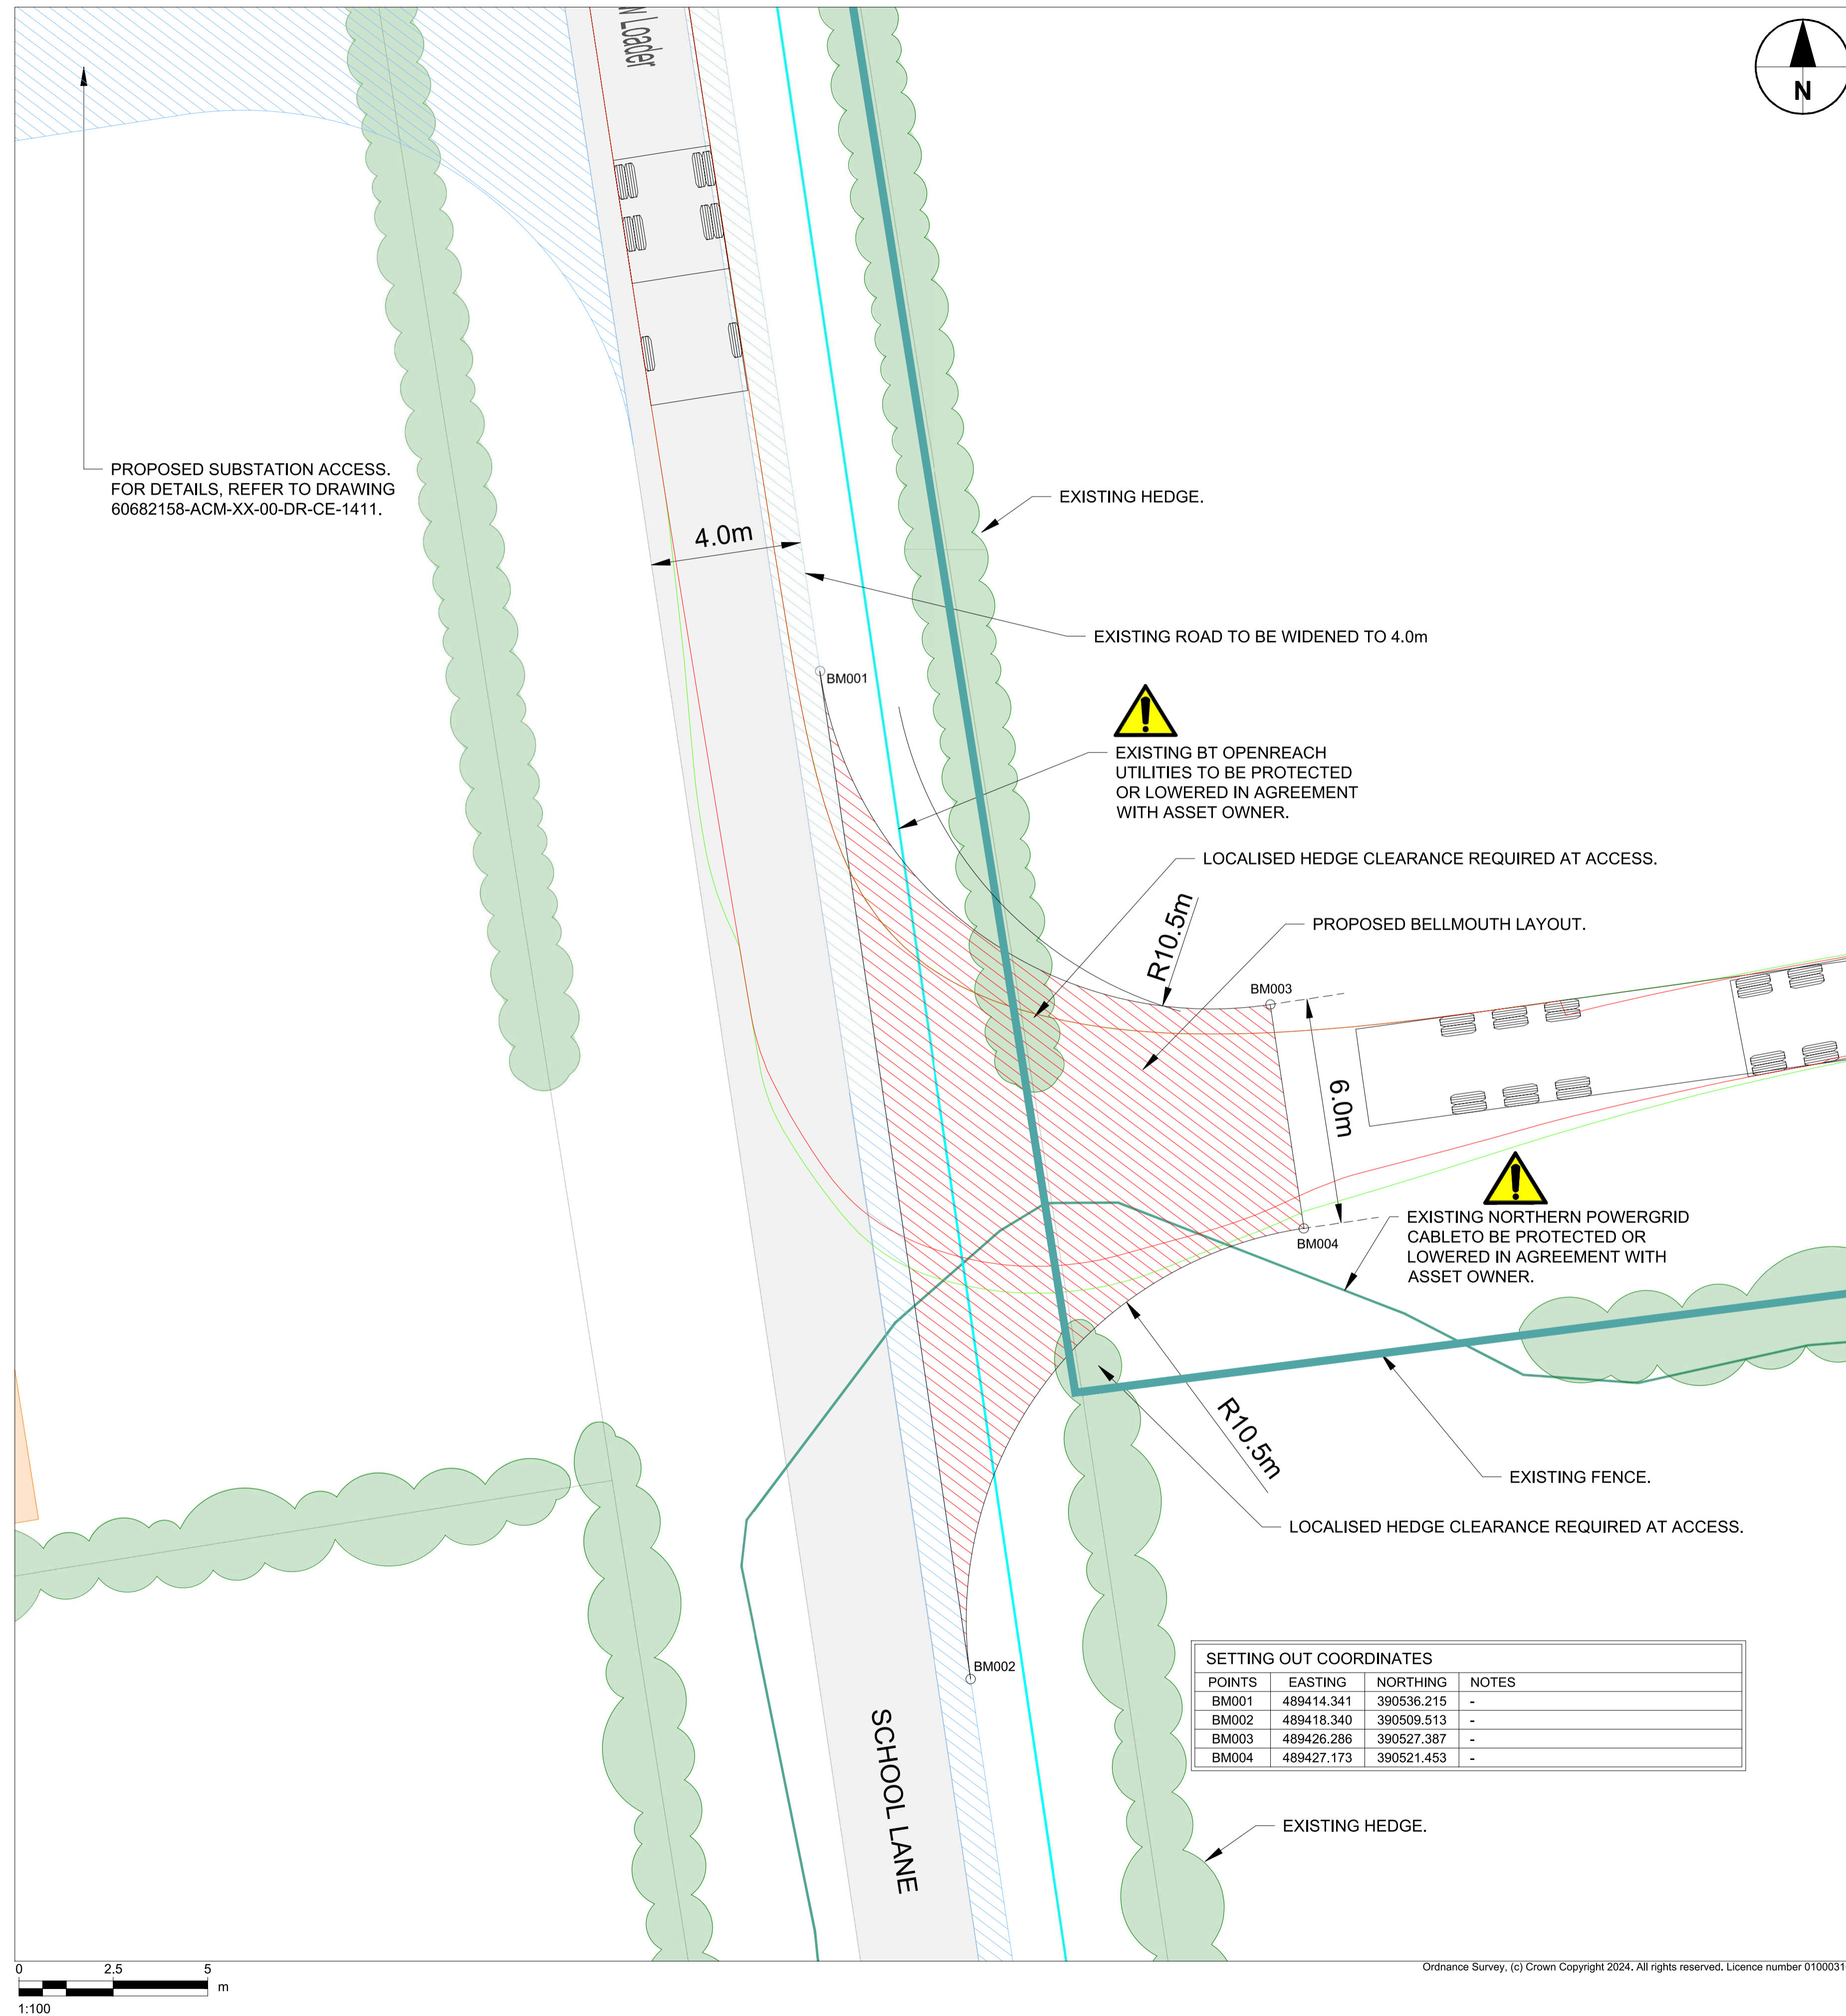 W Loader
N
PROPOSED SUBSTATION ACCESS.
FOR DETAILS, REFER TO DRAWING
60682158-ACM-XX-00-DR-CE-1411.
EXISTING HEDGE.
4.0m
EXISTING ROAD TO BE WIDENED TO 4.0m
BM001
EXISTING BT OPENREACH
UTILITIES TO BE PROTECTED
OR LOWERED IN AGREEMENT
WITH ASSET OWNER.
LOCALISED HEDGE CLEARANCE REQUIRED AT ACCESS.
R10.5m
PROPOSED BELLMOUTH LAYOUT.
BM003
6.0m
BM004
EXISTING NORTHERN POWERGRID
CABLETO BE PROTECTED OR
LOWERED IN AGREEMENT WITH
ASSET OWNER.
R10.5m
EXISTING FENCE.
LOCALISED HEDGE CLEARANCE REQUIRED AT ACCESS.
BM002
SCHOOL LANE
SETTING OUT COORDINATES
POINTS EASTING NORTHING NOTES
BM001 489414.341 390536.215 -
BM002 489418.340 390509.513 -
BM003 489426.286 390527.387 -
BM004 489427.173 390521.453 -
EXISTING HEDGE.
0 2.5 5
m
1:100
Ordnance Survey, (c) Crown Copyright 2024. All rights reserved. Licence number 0100031